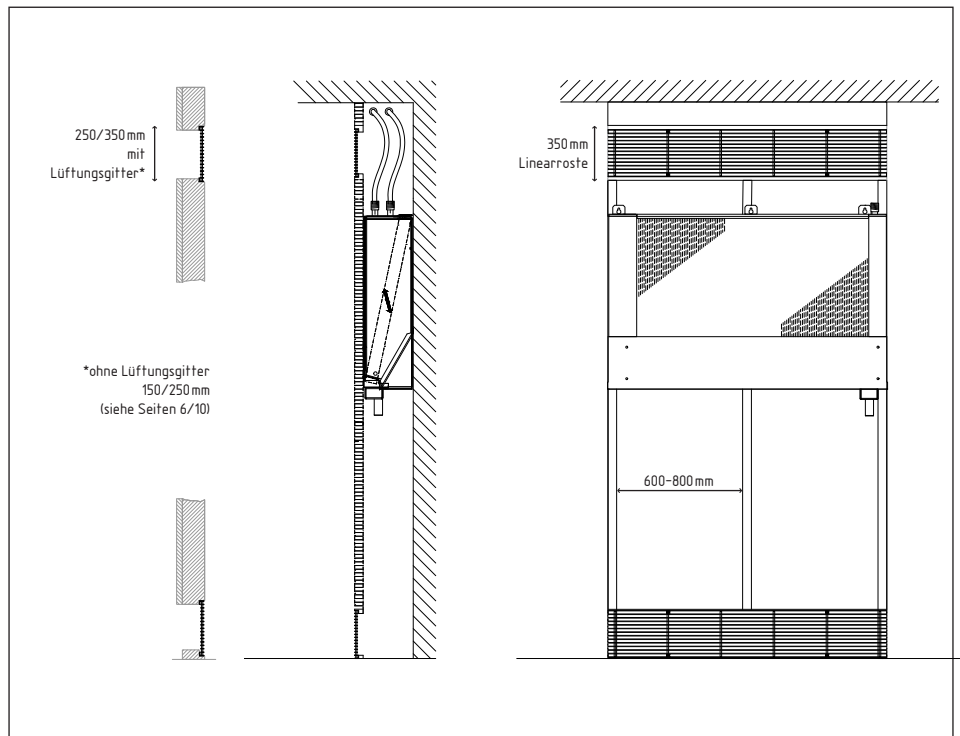 250/350 mm
mit
Lüftungsgitter*
*ohne Lüftungsgitter
150/250 mm
(siehe Seiten 6/10)
350 mm
Linearroste
600-800 mm